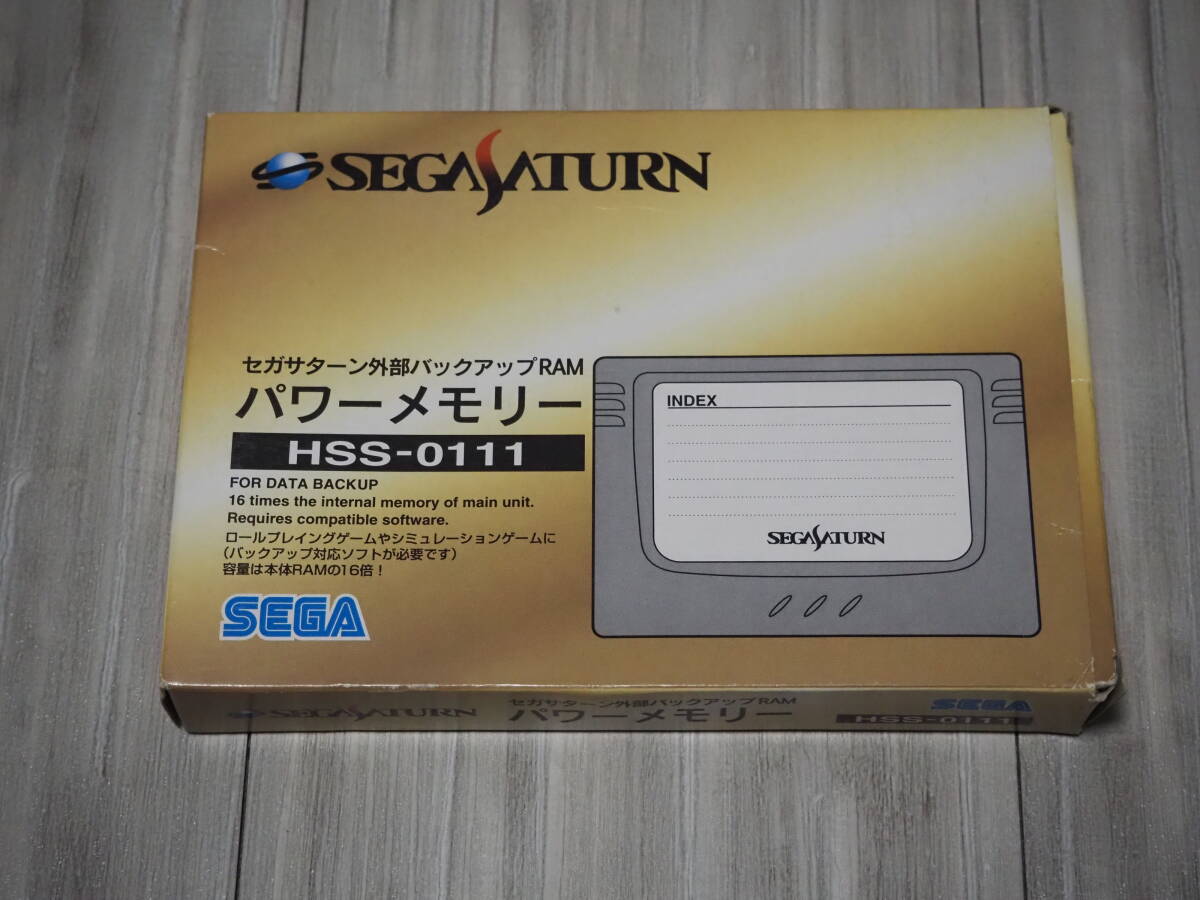 SEGA SATURN
セガサターン外部バックアップRAM
パワーメモリー
HSS-0111
FOR DATA BACKUP
16 times the internal memory of main unit.
Requires compatible software.
ロールプレイングゲームやシミュレーションゲームに
(バックアップ対応ソフトが必要です)
容量は本体RAMの16倍!
SEGA
INDEX
SEGA SATURN
SEGA SATURN
セガサターン外部バックアップRAM
パワーメモリー
SEGA
HSS-0111